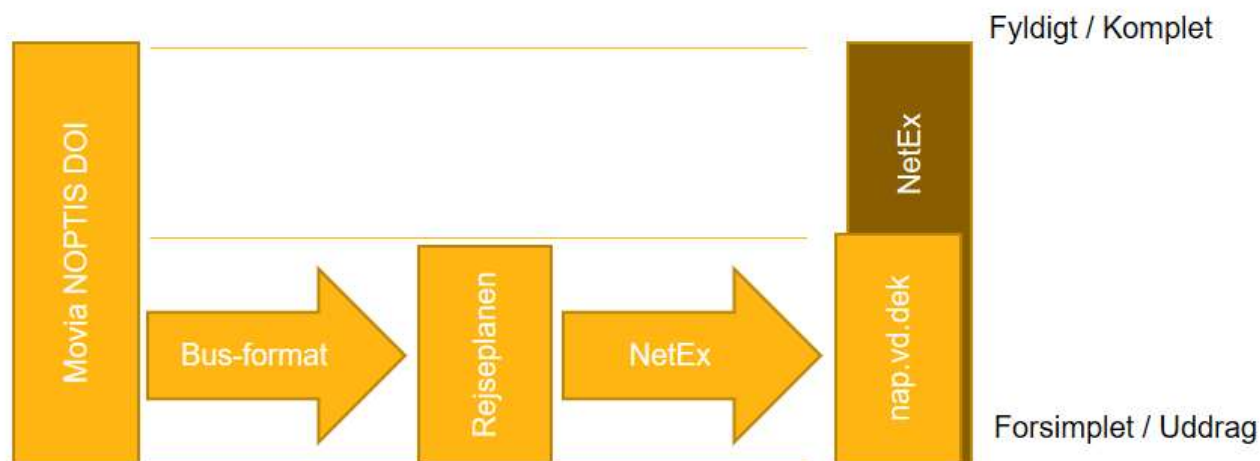 Fyldigt / Komplet
Movia NOPTIS DOI
Bus-format
Rejseplanen
NetEx
NetEx
nap.vd.dek
Forsimplet / Uddrag